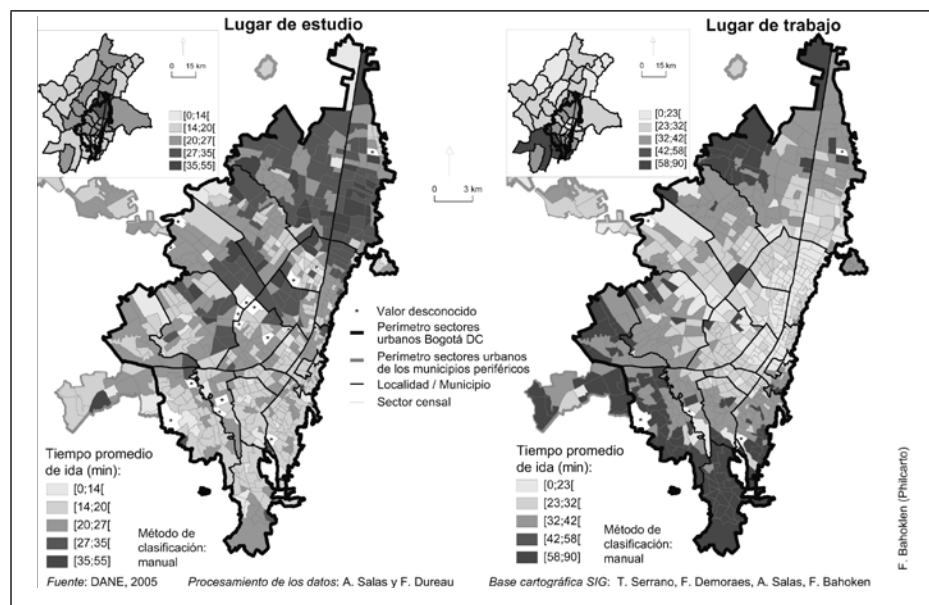 Lugar de estudio
0 15 km
[0;14[
[14;20[
[20;27[
[27;35[
[35;55]
Tiempo promedio
de ida (min):
[0;14[
[14;20[
[20;27[
[27;35[
[35;55]
Método de
clasificación:
manual
0 3 km
Valor desconocido
Perímetro sectores
urbanos Bogotá DC
Perímetro sectores urbanos
de los municipios periféricos
Localidad / Municipio
Sector censal
Lugar de trabajo
0 15 km
[0;23[
[23;32[
[32;42[
[42;58[
[58;90]
Tiempo promedio
de ida (min):
[0;23[
[23;32[
[32;42[
[42;58[
[58;90]
Método de
clasificación:
manual
F. Bahoklen (Philcarto)
Fuente: DANE, 2005 Procesamiento de los datos: A. Salas y F. Dureau Base cartográfica SIG: T. Serrano, F. Demoraes, A. Salas, F. Bahoken